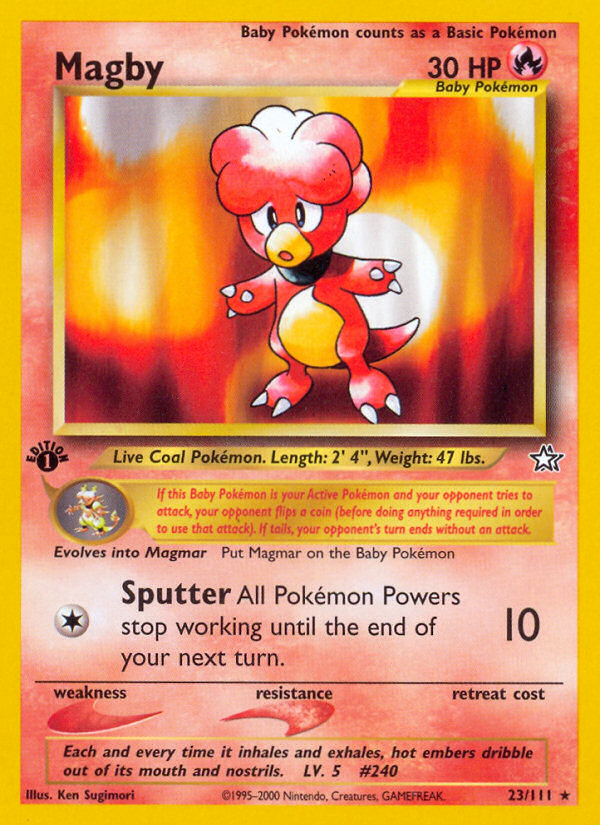 Baby Pokémon counts as a Basic Pokémon
Magby
30 HP
Baby Pokémon
EDITION
1
Live Coal Pokémon. Length: 2' 4", Weight: 47 lbs.
If this Baby Pokémon is your Active Pokémon and your opponent tries to
attack, your opponent flips a coin (before doing anything required in order
to use that attack). If tails, your opponent's turn ends without an attack.
Evolves into Magmar Put Magmar on the Baby Pokémon
Sputter All Pokémon Powers
stop working until the end of
your next turn.
10
weakness resistance retreat cost
Each and every time it inhales and exhales, hot embers dribble
out of its mouth and nostrils. LV. 5 #240
Illus. Ken Sugimori ©1995-2000 Nintendo, Creatures, GAMEFREAK. 23/111 ★